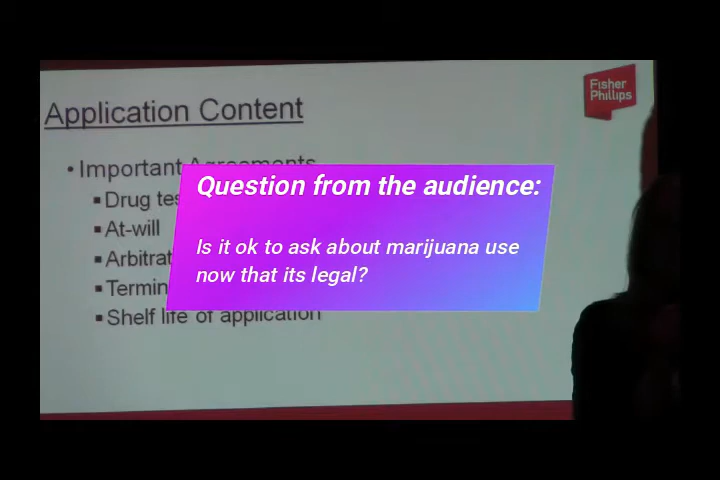 Fisher
Phillips
Application Content
• Important Agreements
▪ Drug tes
▪ At-will
▪ Arbitrat
▪ Termin
▪ Shelf life of application
Question from the audience:
Is it ok to ask about marijuana use
now that its legal?